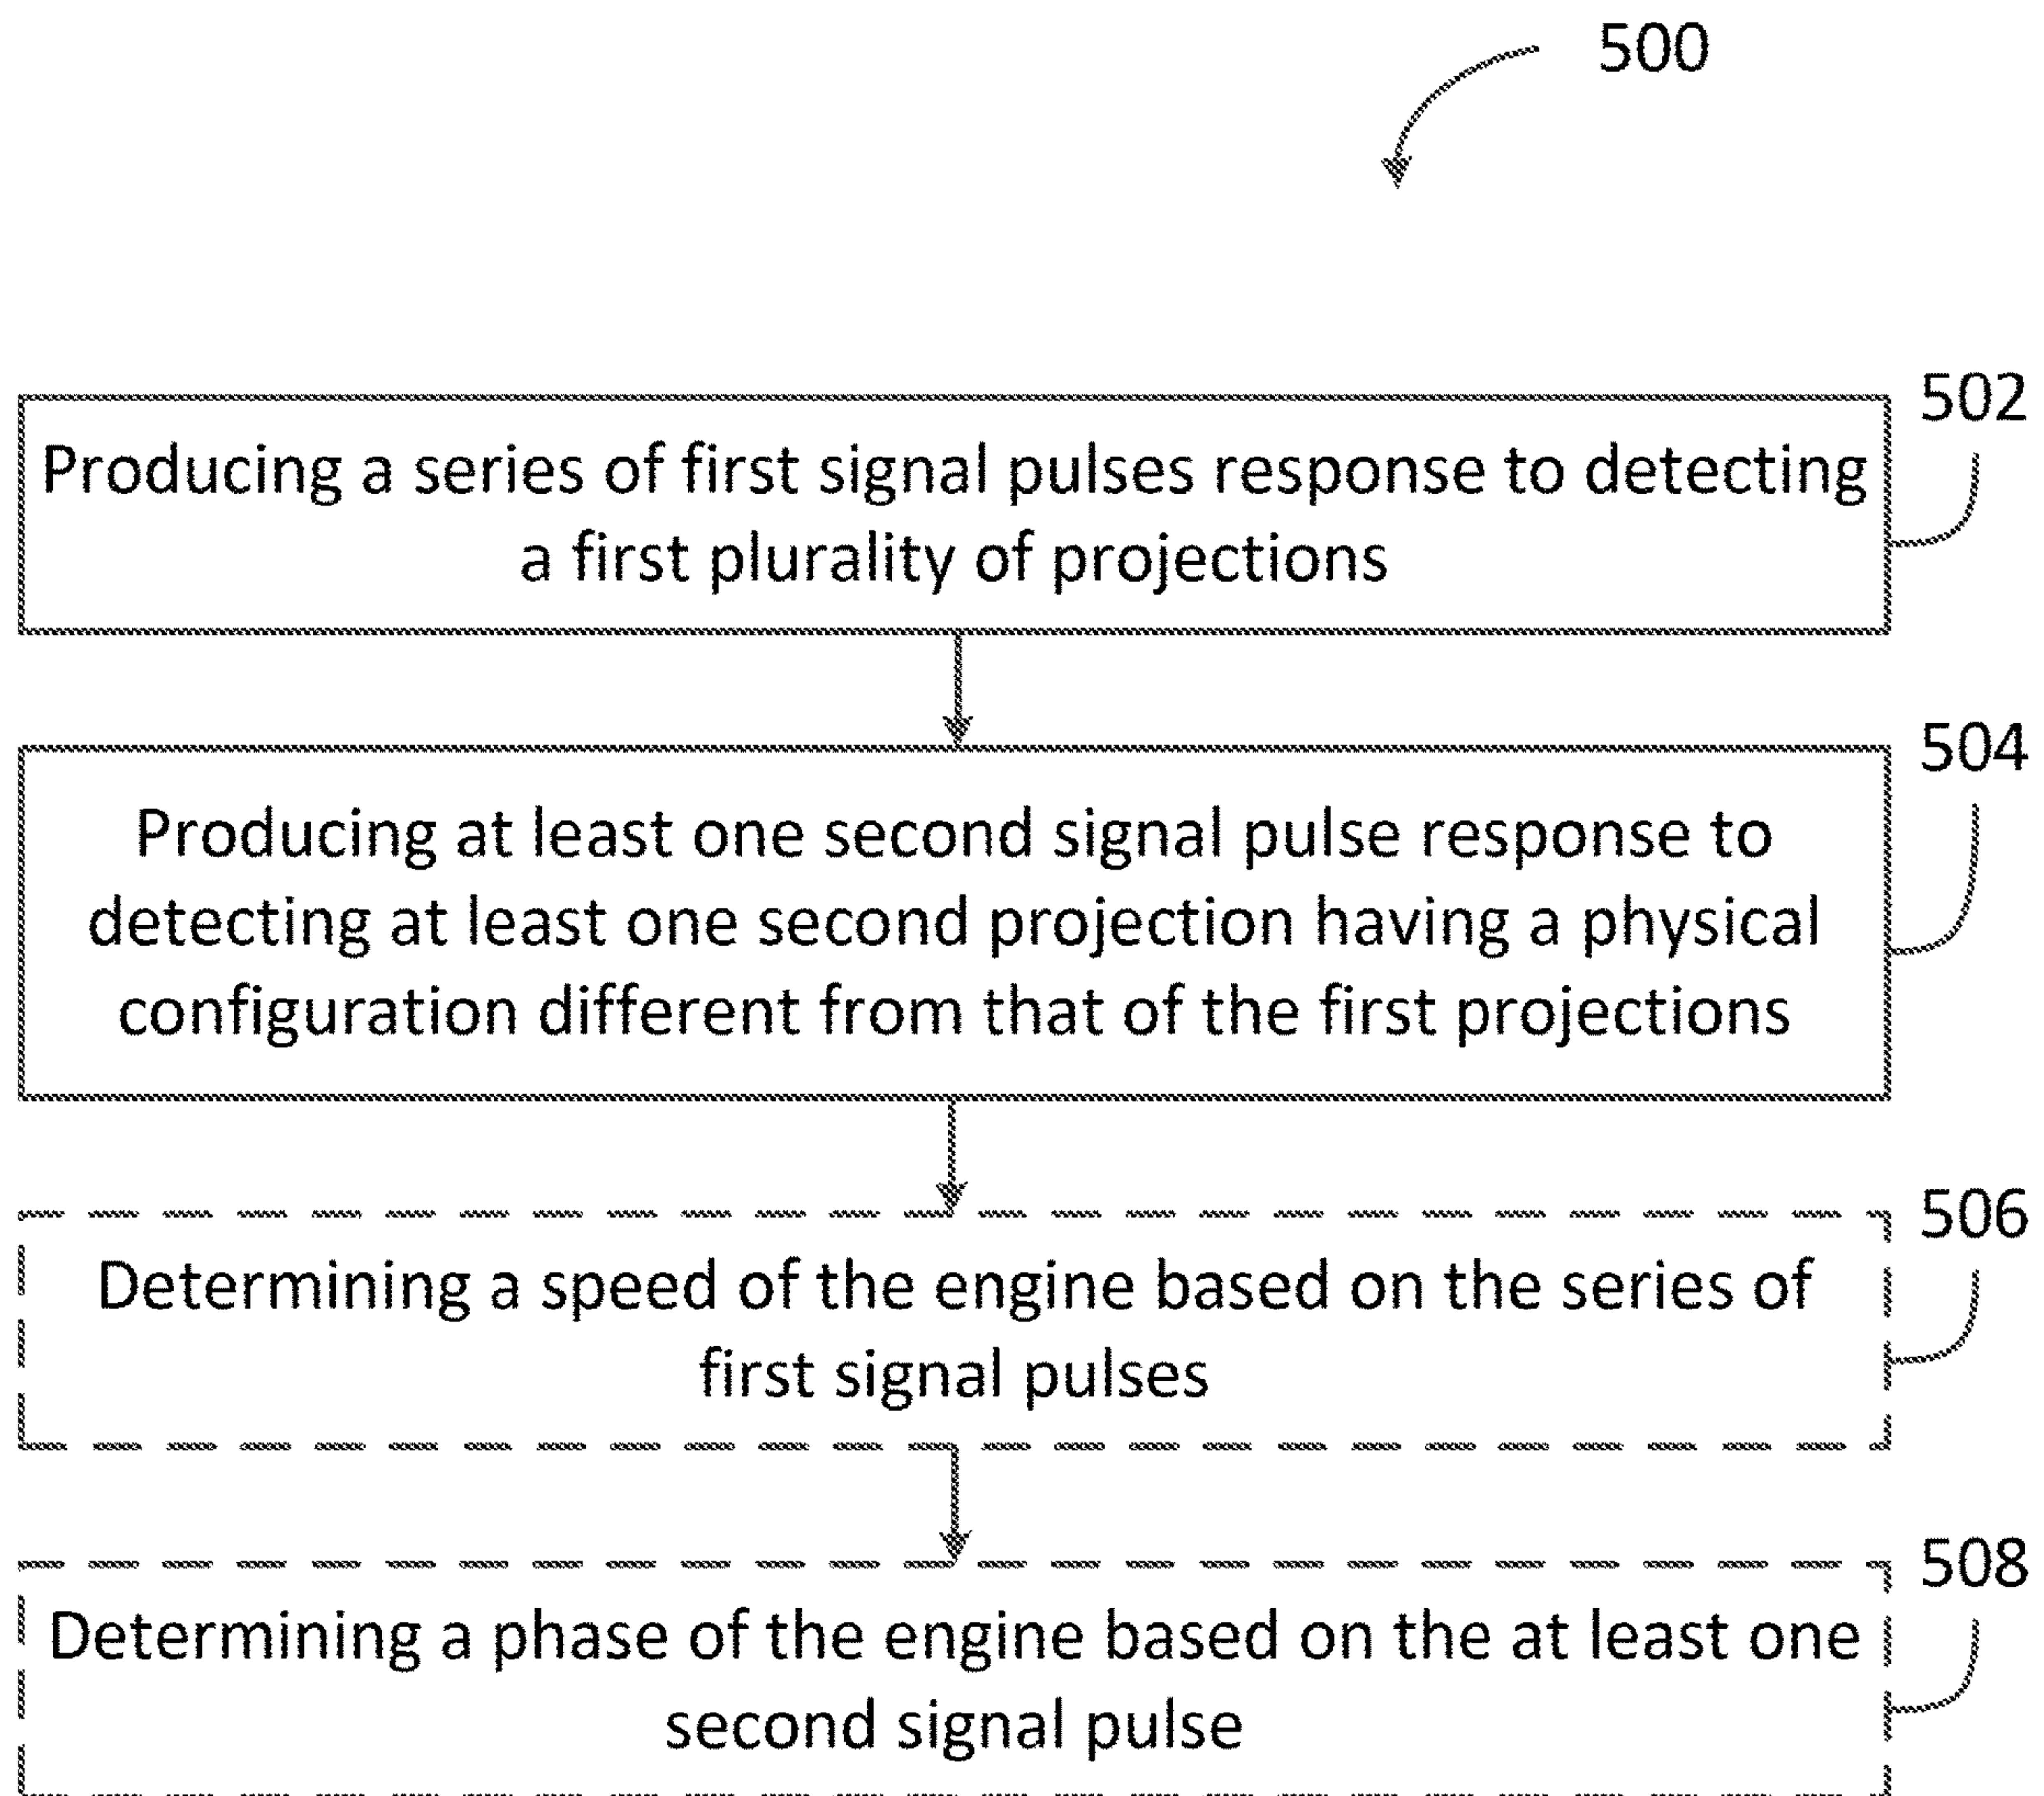 500
502
Producing a series of first signal pulses response to detecting
a first plurality of projections
504
Producing at least one second signal pulse response to
detecting at least one second projection having a physical
configuration different from that of the first projections
506
Determining a speed of the engine based on the series of
first signal pulses
508
Determining a phase of the engine based on the at least one
second signal pulse